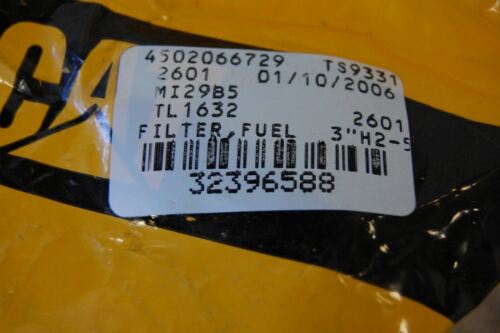 CA
4502066729 TS9331
2601 01/10/2006
MI29B5
TL1632 2601
FILTER,FUEL 3"H2-S
32396588